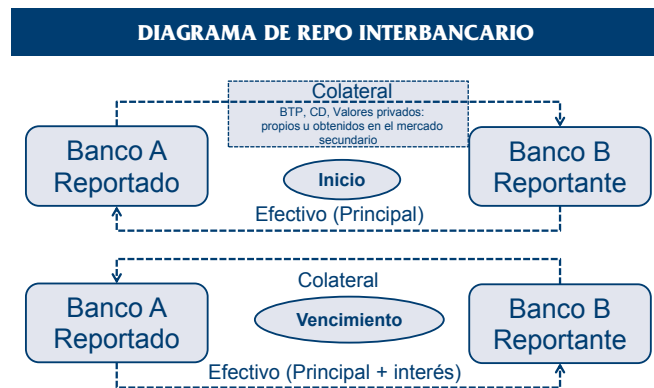 DIAGRAMA DE REPO INTERBANCARIO
Colateral
BTP, CD, Valores privados:
propios u obtenidos en el mercado
secundario
Banco A
Reportado
Inicio
Banco B
Reportante
Efectivo (Principal)
Colateral
Banco A
Reportado
Vencimiento
Banco B
Reportante
Efectivo (Principal + interés)